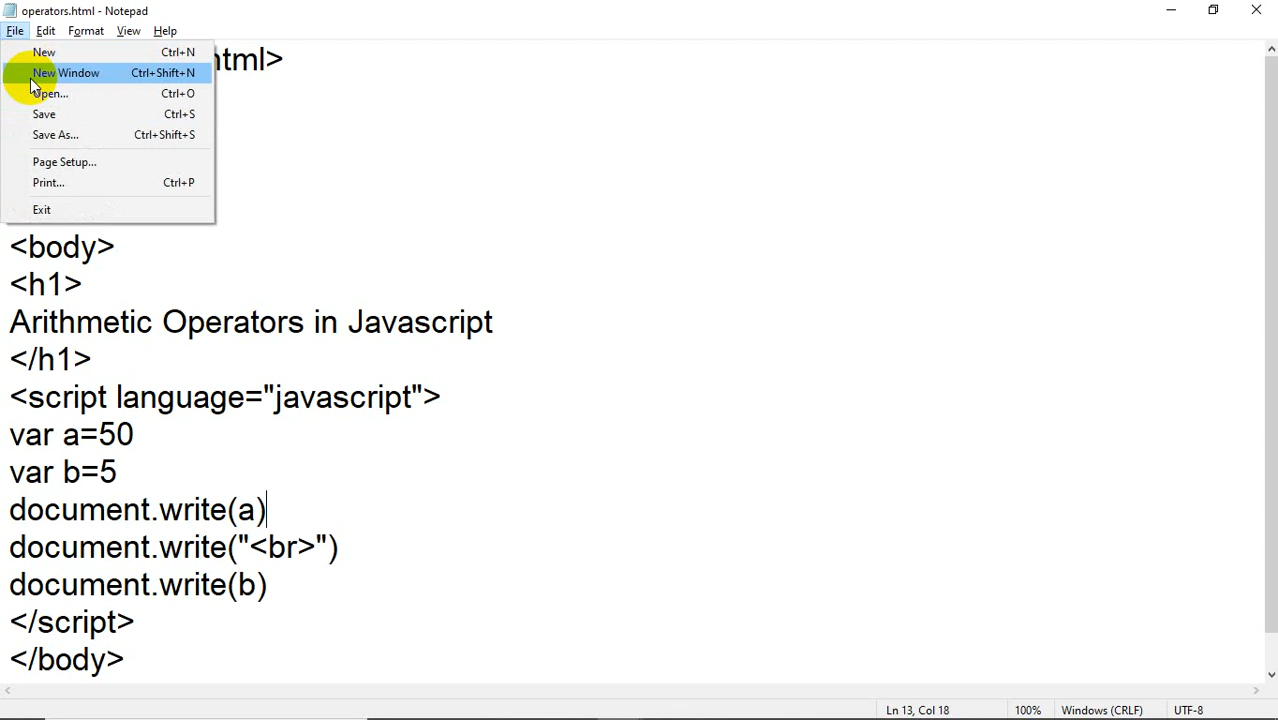 operators.html - Notepad
File Edit Format View Help
New Ctrl+N
New Window Ctrl+Shift+N
Open... Ctrl+O
Save Ctrl+S
Save As... Ctrl+Shift+S
Page Setup...
Print... Ctrl+P
Exit
html>
<body>
<h1>
Arithmetic Operators in Javascript
</h1>
<script language="javascript">
var a=50
var b=5
document.write(a)
document.write("<br>")
document.write(b)
</script>
</body>
Ln 13, Col 18 100% Windows (CRLF) UTF-8